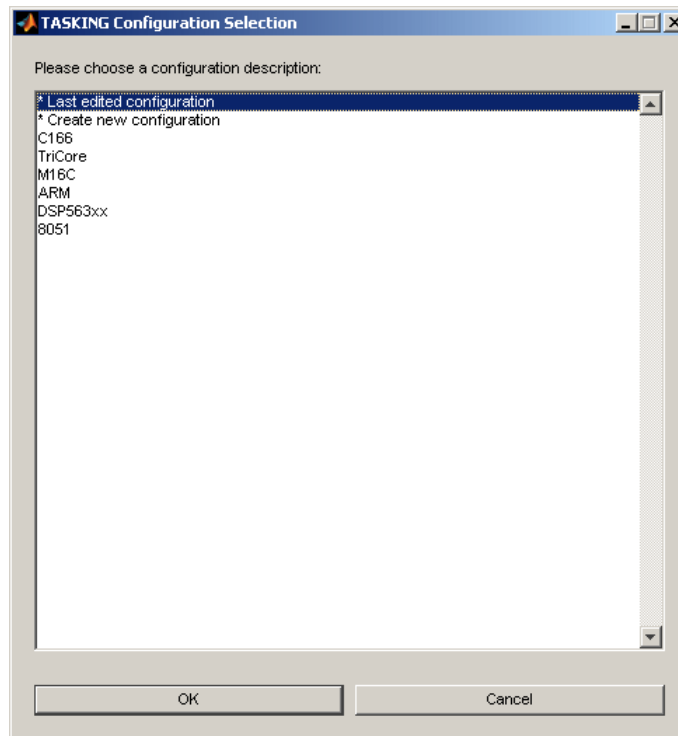 TASKING Configuration Selection
Please choose a configuration description:
* Last edited configuration
* Create new configuration
C166
TriCore
M16C
ARM
DSP563xx
8051
OK
Cancel